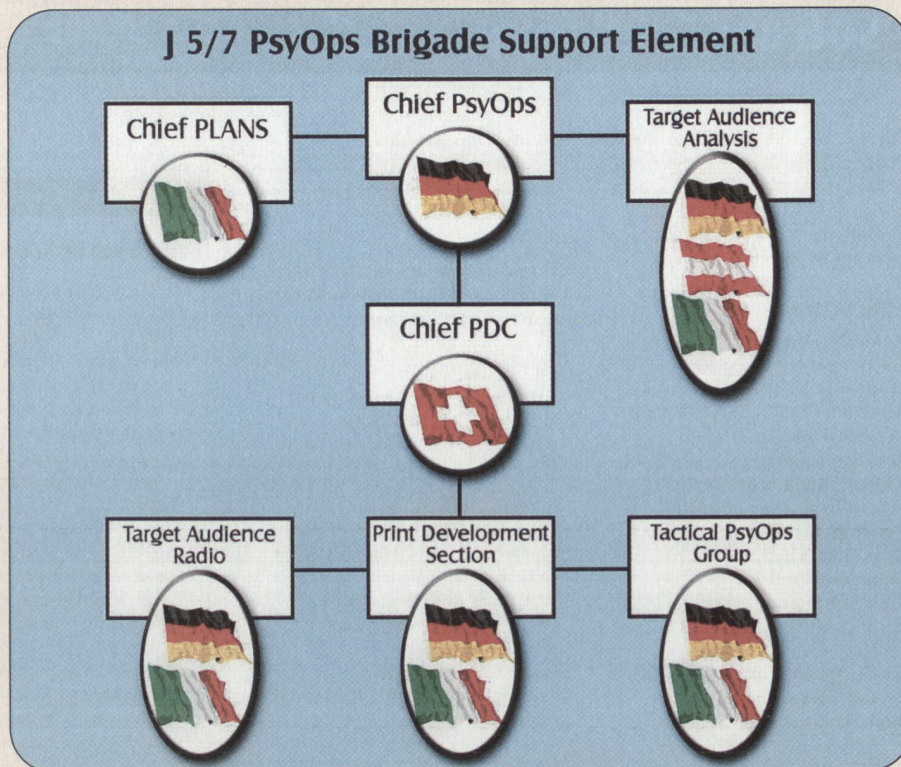 J 5/7 PsyOps Brigade Support Element
Chief PLANS
Chief PsyOps
Target Audience
Analysis
Chief PDC
Target Audience
Radio
Print Development
Section
Tactical PsyOps
Group